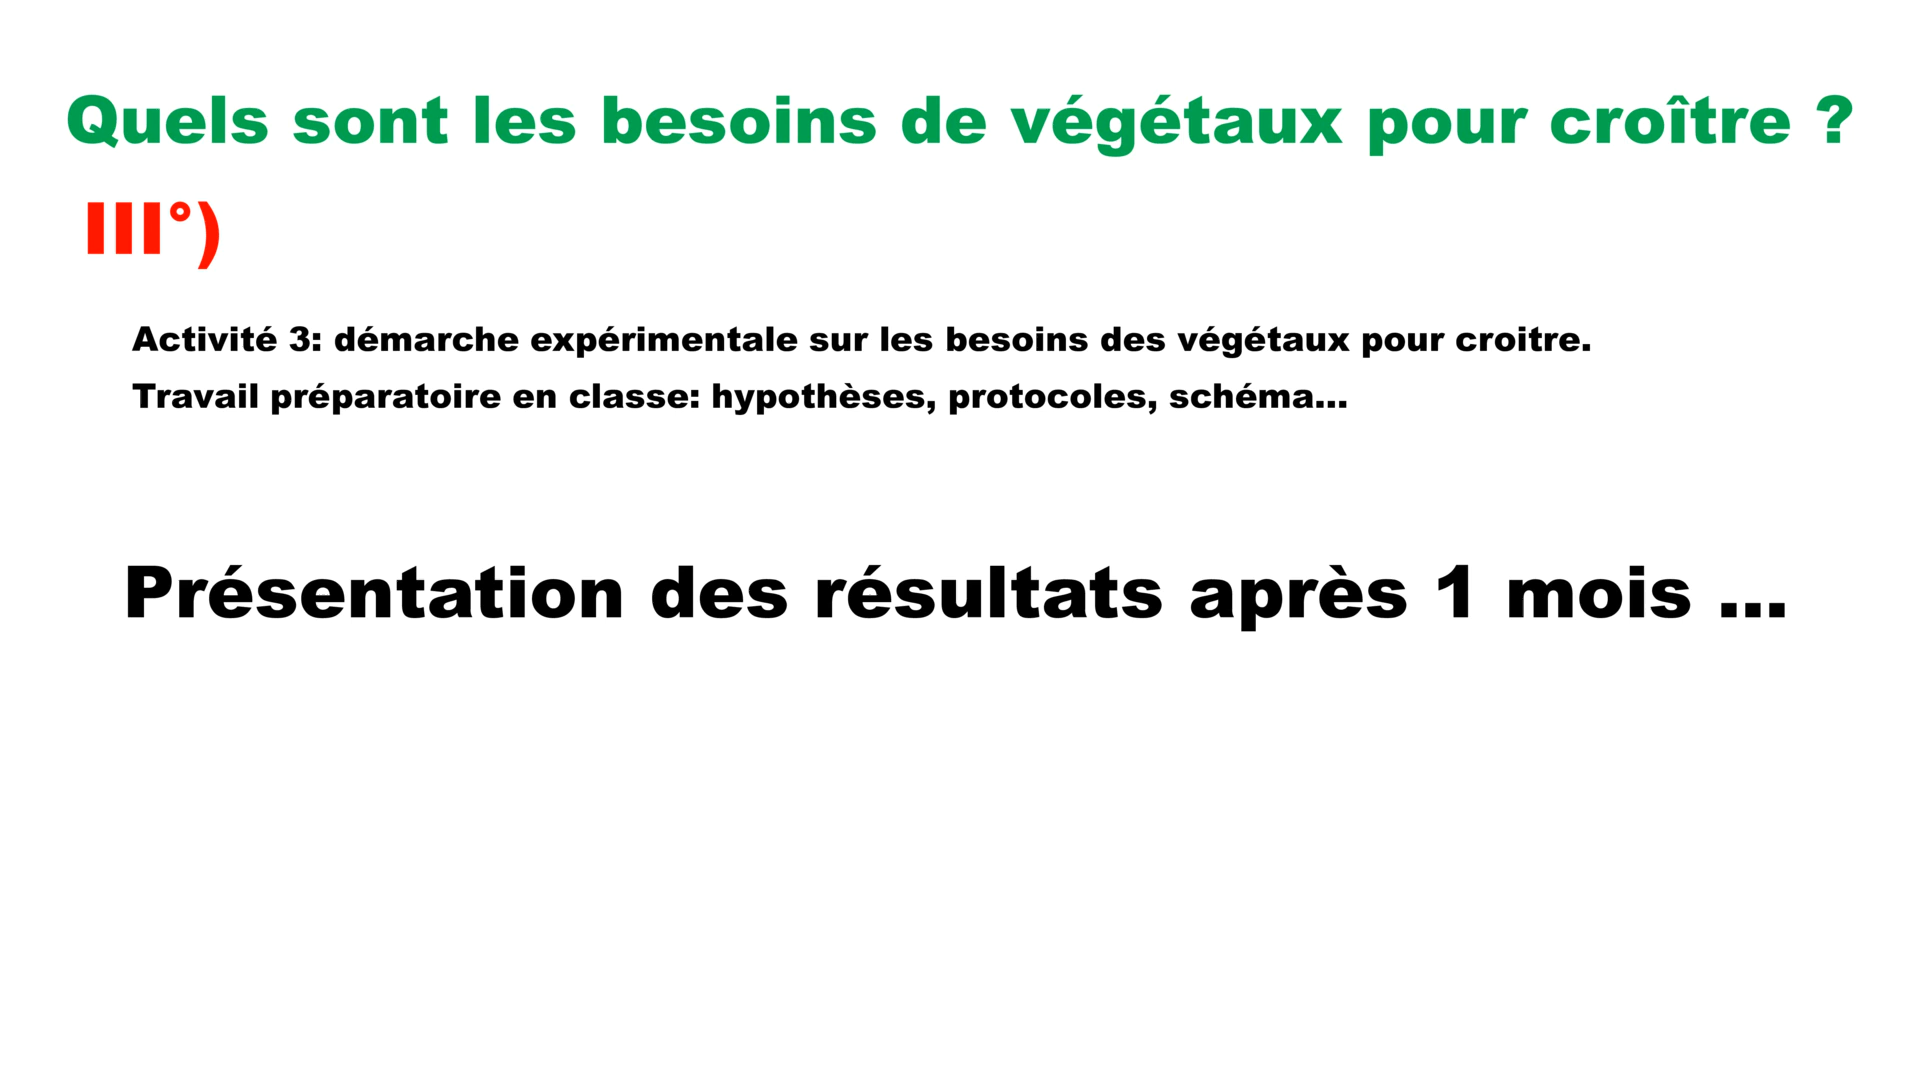 Quels sont les besoins de végétaux pour croître ?
III°)
Activité 3: démarche expérimentale sur les besoins des végétaux pour croitre.
Travail préparatoire en classe: hypothèses, protocoles, schéma...
Présentation des résultats après 1 mois ...